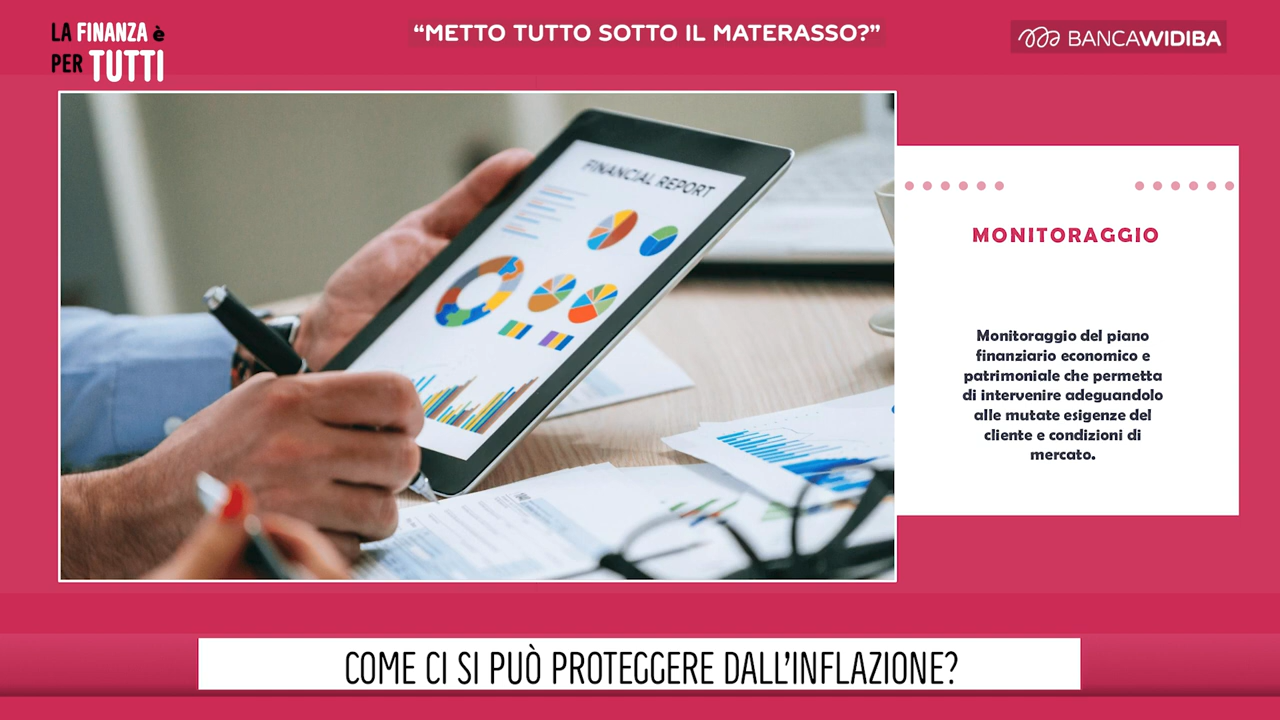 LA FINANZA è
PER TUTTI
“METTO TUTTO SOTTO IL MATERASSO?”
BANCAWIDIBA
FINANCIAL REPORT
MONITORAGGIO
Monitoraggio del piano
finanziario economico e
patrimoniale che permetta
di intervenire adeguandolo
alle mutate esigenze del
cliente e condizioni di
mercato.
COME CI SI PUÒ PROTEGGERE DALL’INFLAZIONE?